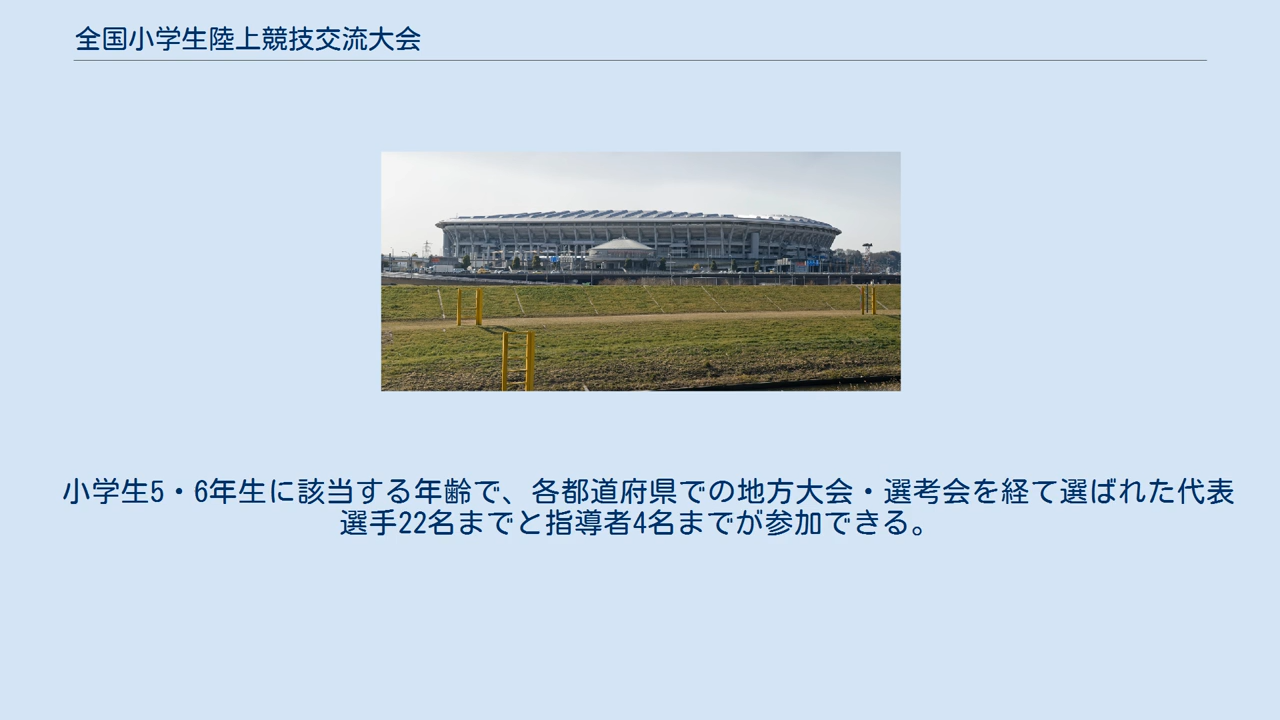 全国小学生陸上競技交流大会
小学生5・6年生に該当する年齢で、各都道府県での地方大会・選考会を経て選ばれた代表
選手22名までと指導者4名までが参加できる。